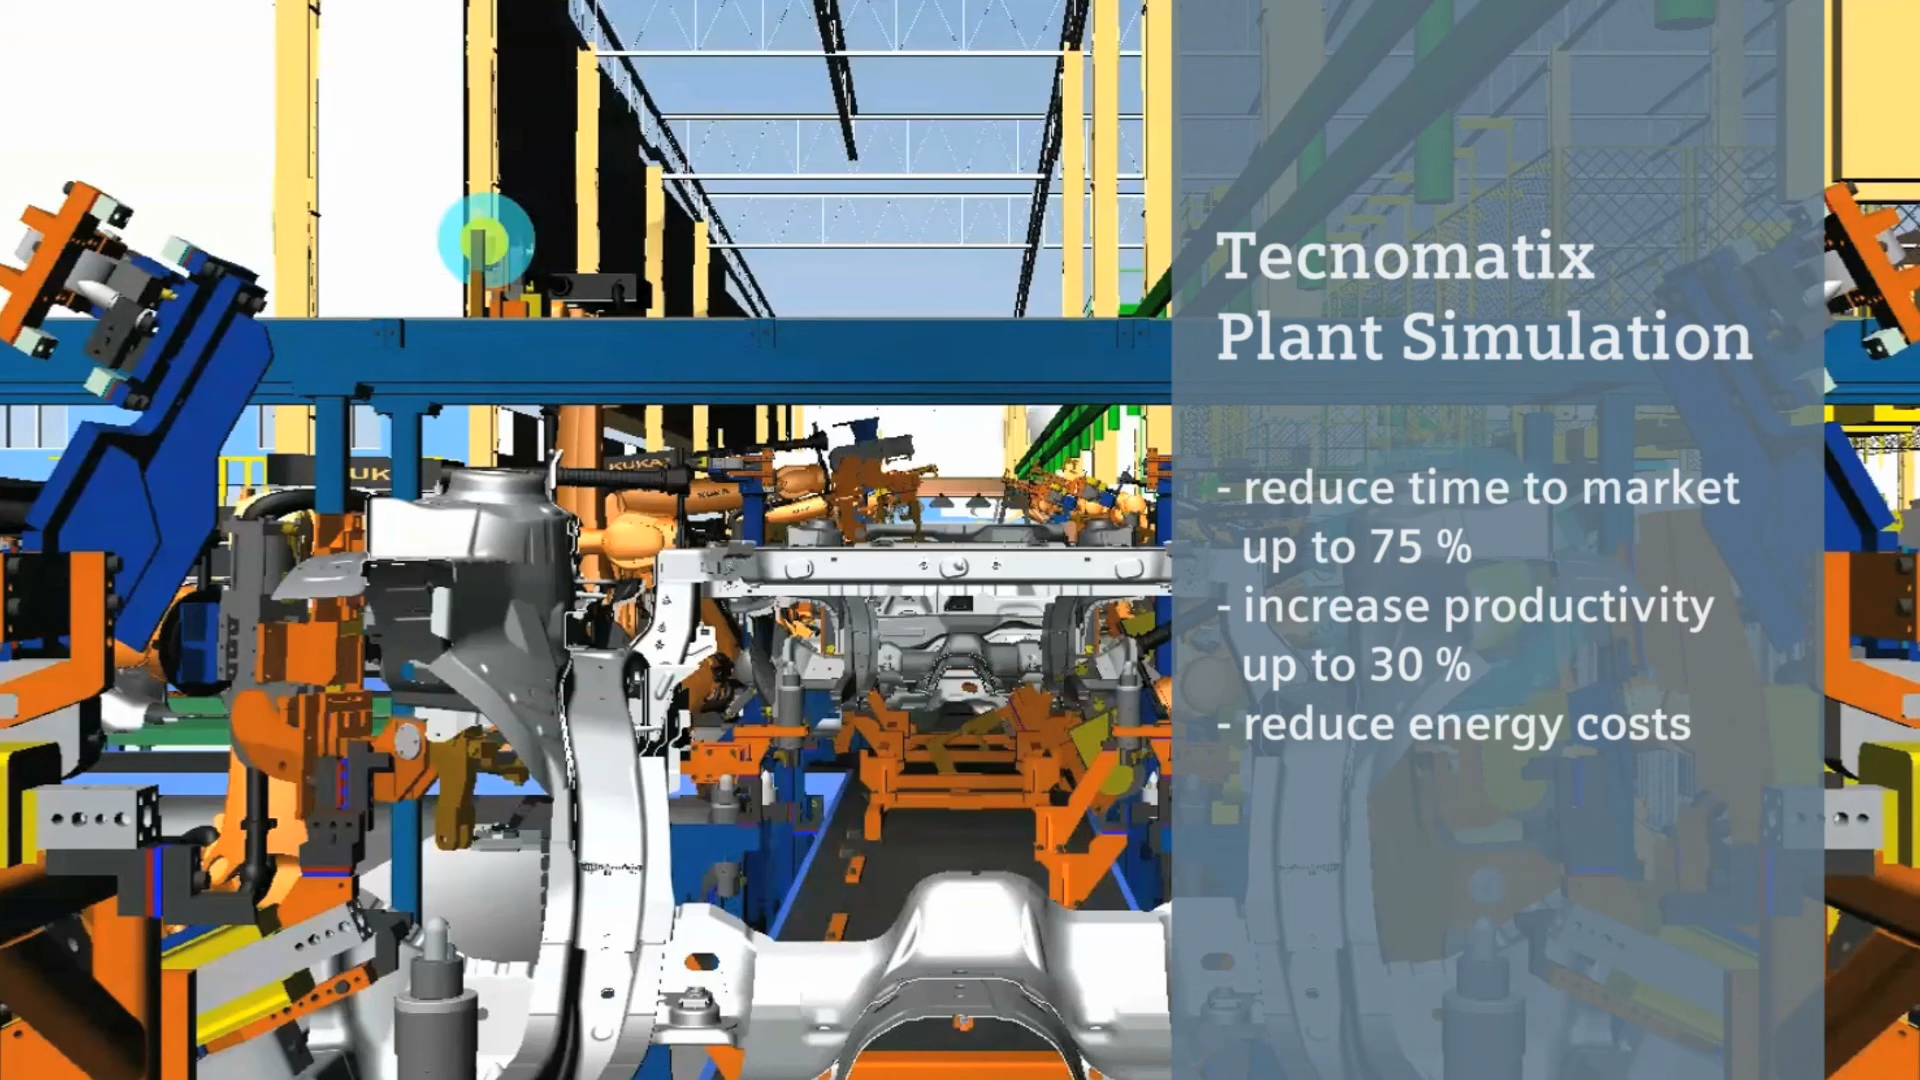 Tecnomatix
Plant Simulation
- reduce time to market
up to 75 %
- increase productivity
up to 30 %
- reduce energy costs
UK
KUKA